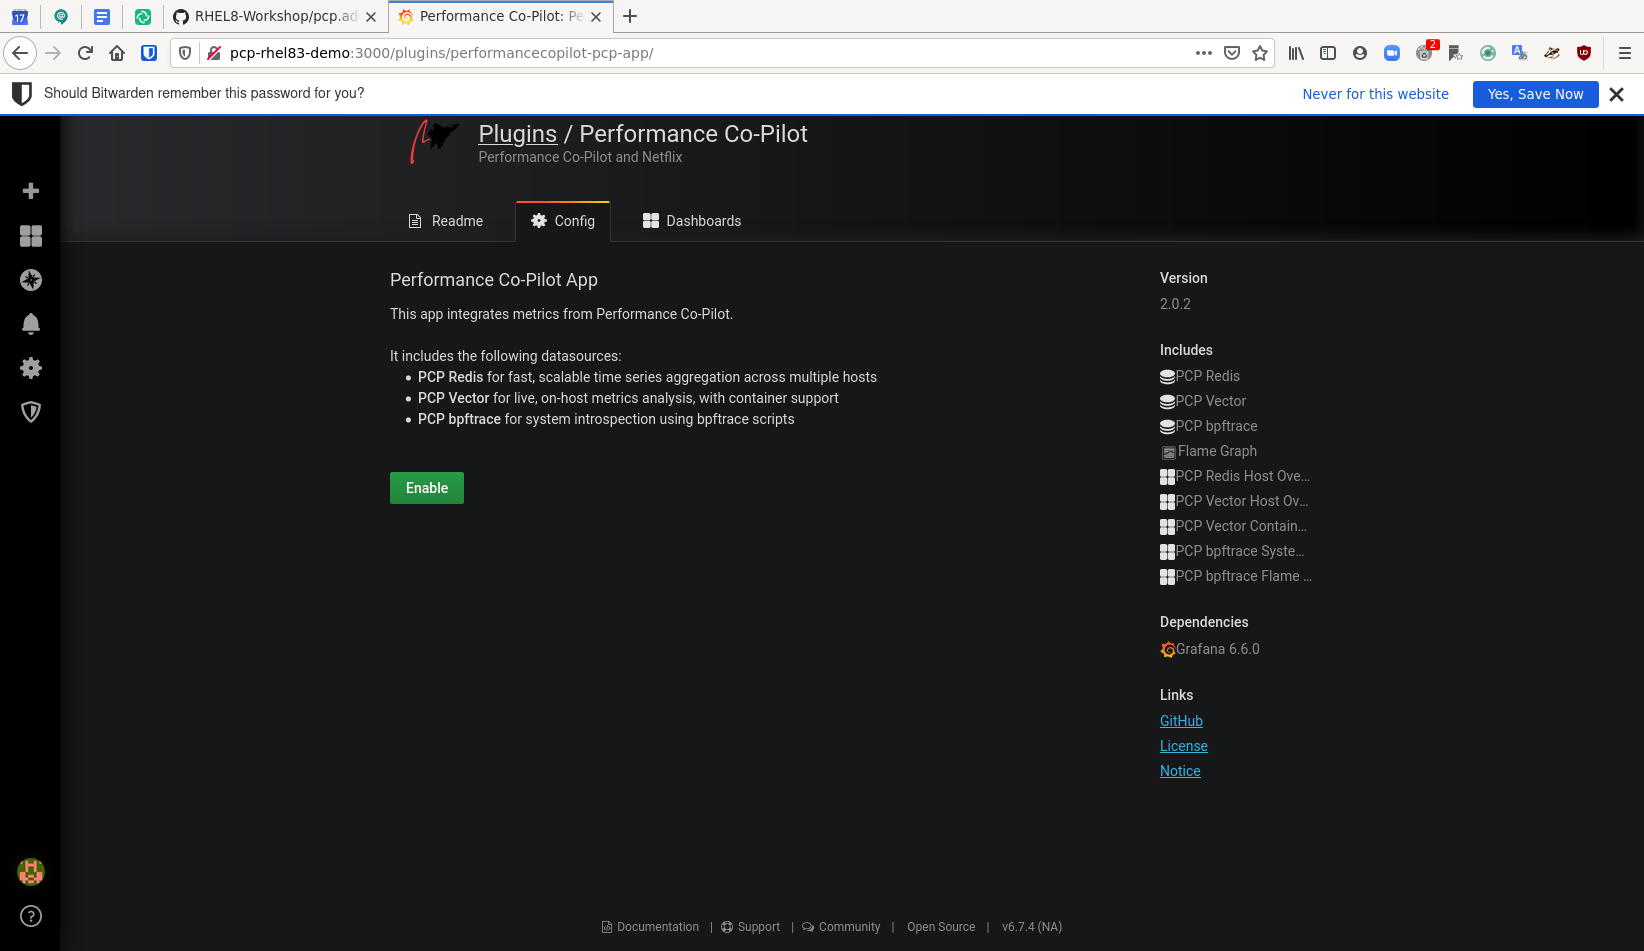 17
RHEL8-Workshop/pcp.ad
Performance Co-Pilot: Pe
pcp-rhel83-demo:3000/plugins/performancecopilot-pcp-app/
2
Should Bitwarden remember this password for you?
Never for this website
Yes, Save Now
Plugins / Performance Co-Pilot
Performance Co-Pilot and Netflix
Readme
Config
Dashboards
Performance Co-Pilot App
This app integrates metrics from Performance Co-Pilot.
It includes the following datasources:
• PCP Redis for fast, scalable time series aggregation across multiple hosts
• PCP Vector for live, on-host metrics analysis, with container support
• PCP bpftrace for system introspection using bpftrace scripts
Enable
Version
2.0.2
Includes
PCP Redis
PCP Vector
PCP bpftrace
Flame Graph
PCP Redis Host Ove…
PCP Vector Host Ov…
PCP Vector Contain…
PCP bpftrace Syste…
PCP bpftrace Flame …
Dependencies
Grafana 6.6.0
Links
GitHub
License
Notice
Documentation | Support | Community | Open Source | v6.7.4 (NA)